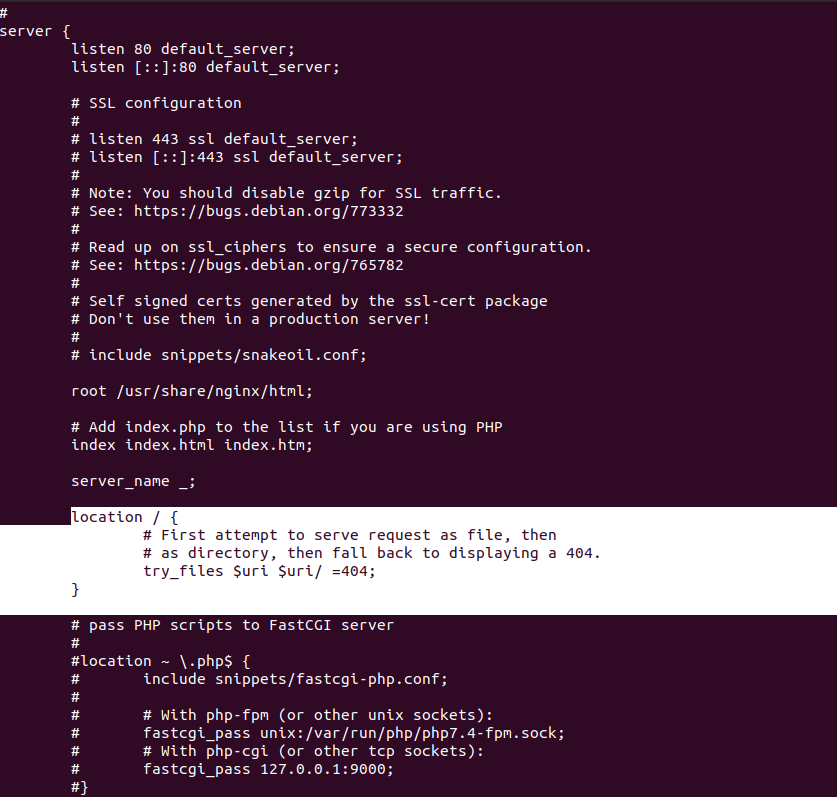 #
server {
        listen 80 default_server;
        listen [::]:80 default_server;

        # SSL configuration
        #
        # listen 443 ssl default_server;
        # listen [::]:443 ssl default_server;
        #
        # Note: You should disable gzip for SSL traffic.
        # See: https://bugs.debian.org/773332
        #
        # Read up on ssl_ciphers to ensure a secure configuration.
        # See: https://bugs.debian.org/765782
        #
        # Self signed certs generated by the ssl-cert package
        # Don't use them in a production server!
        #
        # include snippets/snakeoil.conf;

        root /usr/share/nginx/html;

        # Add index.php to the list if you are using PHP
        index index.html index.htm;

        server_name _;

        location / {
                # First attempt to serve request as file, then
                # as directory, then fall back to displaying a 404.
                try_files $uri $uri/ =404;
        }

        # pass PHP scripts to FastCGI server
        #
        #location ~ \.php$ {
        #       include snippets/fastcgi-php.conf;
        #
        #       # With php-fpm (or other unix sockets):
        #       fastcgi_pass unix:/var/run/php/php7.4-fpm.sock;
        #       # With php-cgi (or other tcp sockets):
        #       fastcgi_pass 127.0.0.1:9000;
        #}